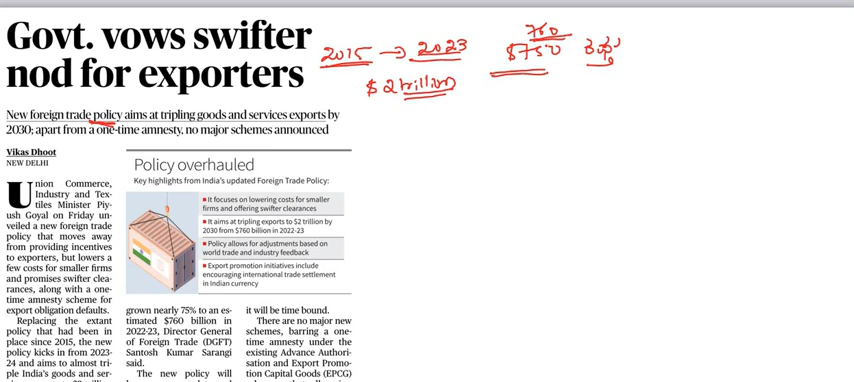 Govt. vows swifter
nod for exporters
2015 → 2023
$2 trillion
760
$750
New foreign trade policy aims at tripling goods and services exports by
2030; apart from a one-time amnesty, no major schemes announced
Vikas Dhoot
NEW DELHI
Union Commerce,
Industry and Tex-
tiles Minister Piy-
ush Goyal on Friday un-
veiled a new foreign trade
policy that moves away
from providing incentives
to exporters, but lowers a
few costs for smaller firms
and promises swifter clea-
rances, along with a one-
time amnesty scheme for
export obligation defaults.
Replacing the extant
policy that had been in
place since 2015, the new
policy kicks in from 2023-
24 and aims to almost tri-
ple India's goods and ser-
Policy overhauled
Key highlights from India's updated Foreign Trade Policy:
■ It focuses on lowering costs for smaller
firms and offering swifter clearances
■ It aims at tripling exports to $2 trillion by
2030 from $760 billion in 2022-23
■ Policy allows for adjustments based on
world trade and industry feedback
■ Export promotion initiatives include
encouraging international trade settlement
in Indian currency
grown nearly 75% to an es-
timated $760 billion in
2022-23, Director General
of Foreign Trade (DGFT)
Santosh Kumar Sarangi
said.
The new policy will
it will be time bound.
There are no major new
schemes, barring a one-
time amnesty under the
existing Advance Authori-
sation and Export Promo-
tion Capital Goods (EPCG)